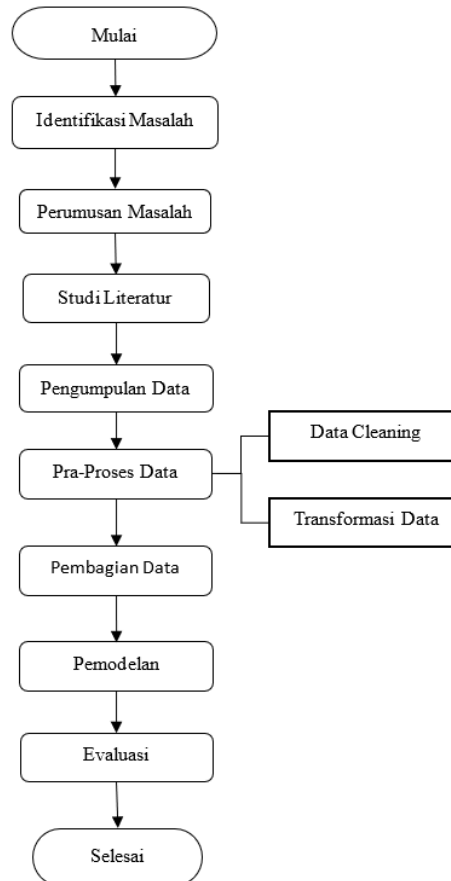 Mulai
Identifikasi Masalah
Perumusan Masalah
Studi Literatur
Pengumpulan Data
Pra-Proses Data
Data Cleaning
Transformasi Data
Pembagian Data
Pemodelan
Evaluasi
Selesai